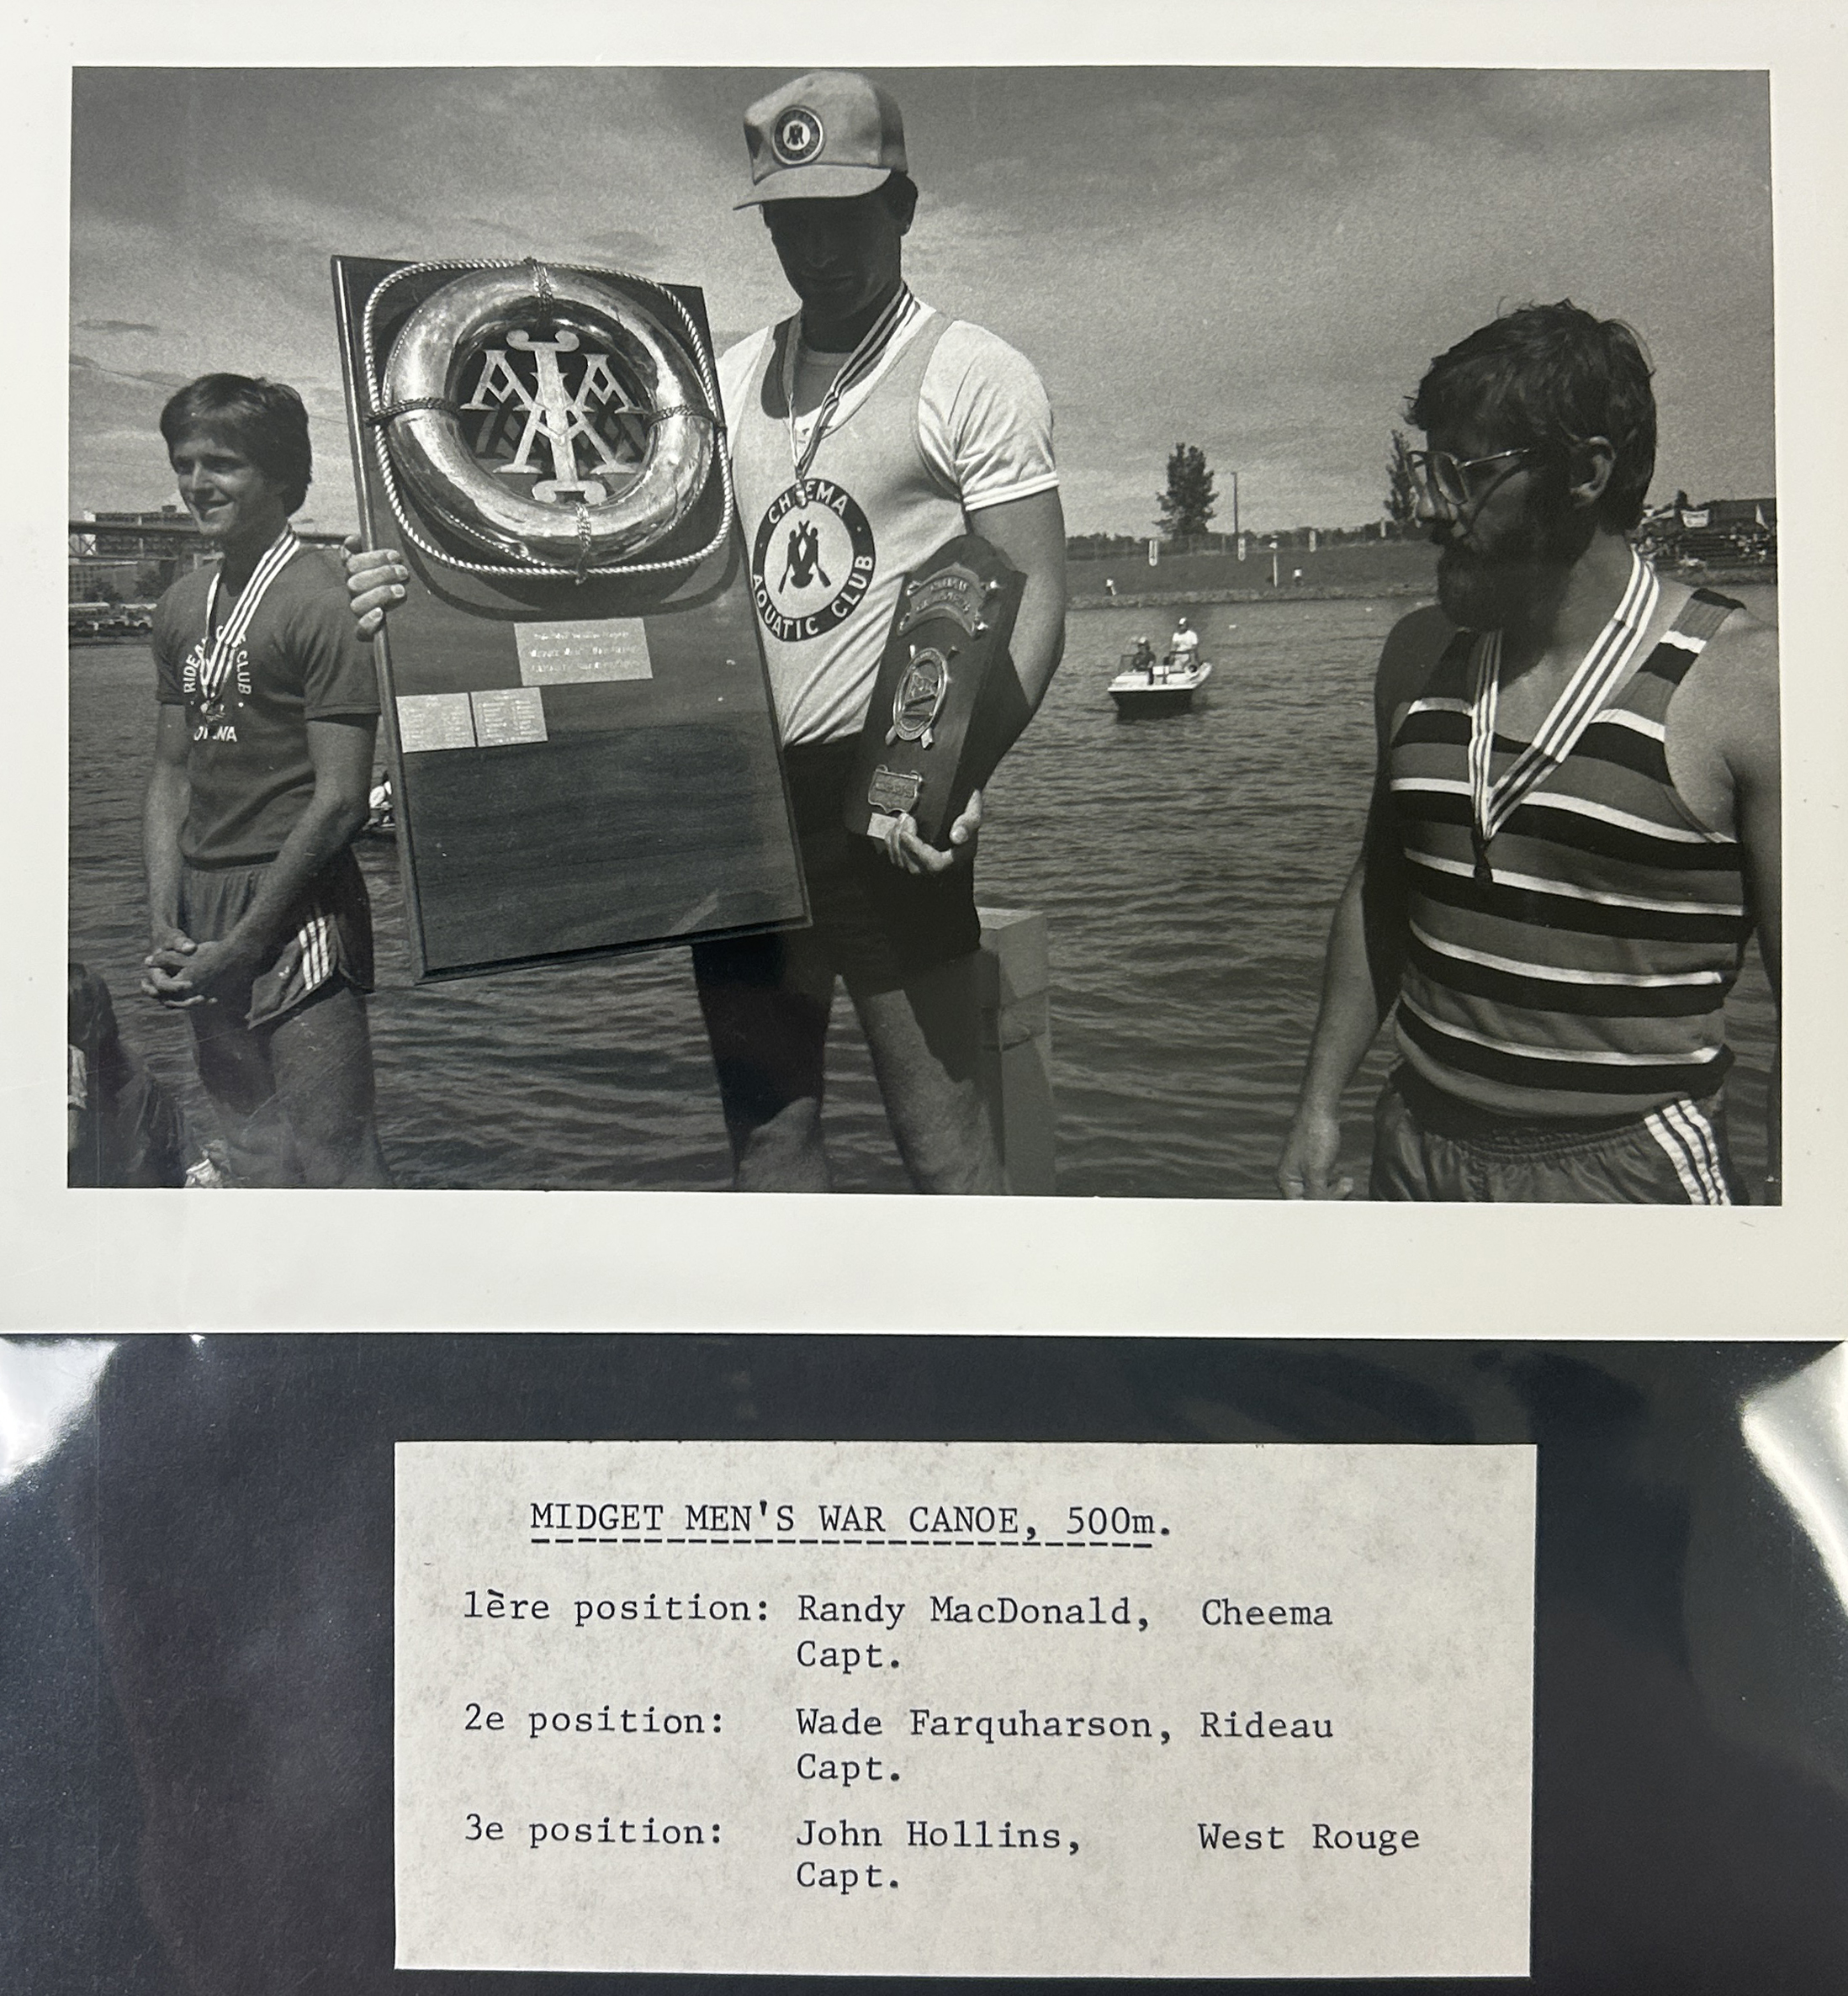 CHEEMA
AQUATIC CLUB
RIDEAU C CLUB
MIDGET MEN'S WAR CANOE, 500m.
1ère position: Randy MacDonald, Cheema
Capt.
2e position: Wade Farquharson, Rideau
Capt.
3e position: John Hollins, West Rouge
Capt.